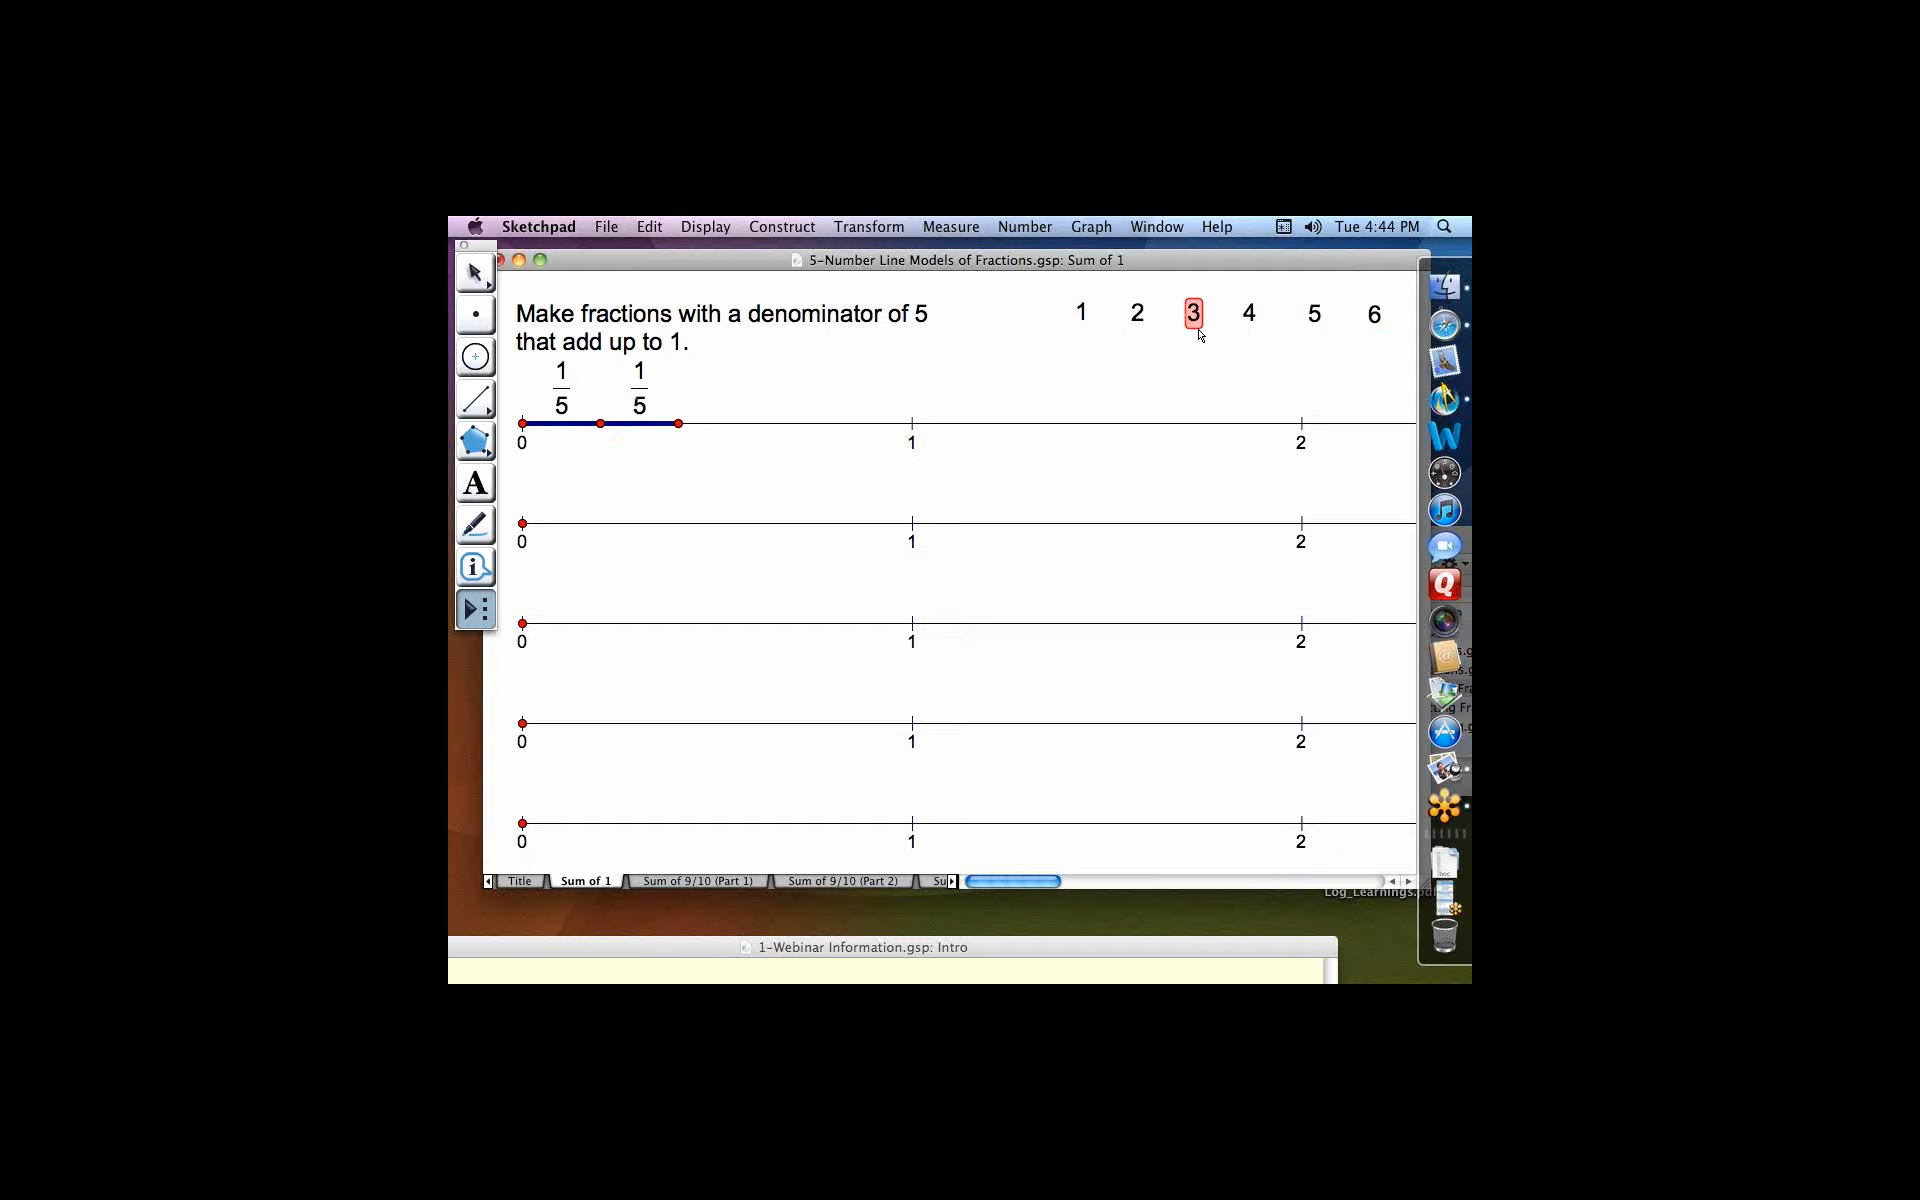 Sketchpad File Edit Display Construct Transform Measure Number Graph Window Help Tue 4:44 PM
5-Number Line Models of Fractions.gsp: Sum of 1
Make fractions with a denominator of 5
that add up to 1.
1 2 3 4 5 6
1 1
5 5
0 1 2
0 1 2
0 1 2
0 1 2
0 1 2
A
Title Sum of 1 Sum of 9/10 (Part 1) Sum of 9/10 (Part 2) Su
1-Webinar Information.gsp: Intro